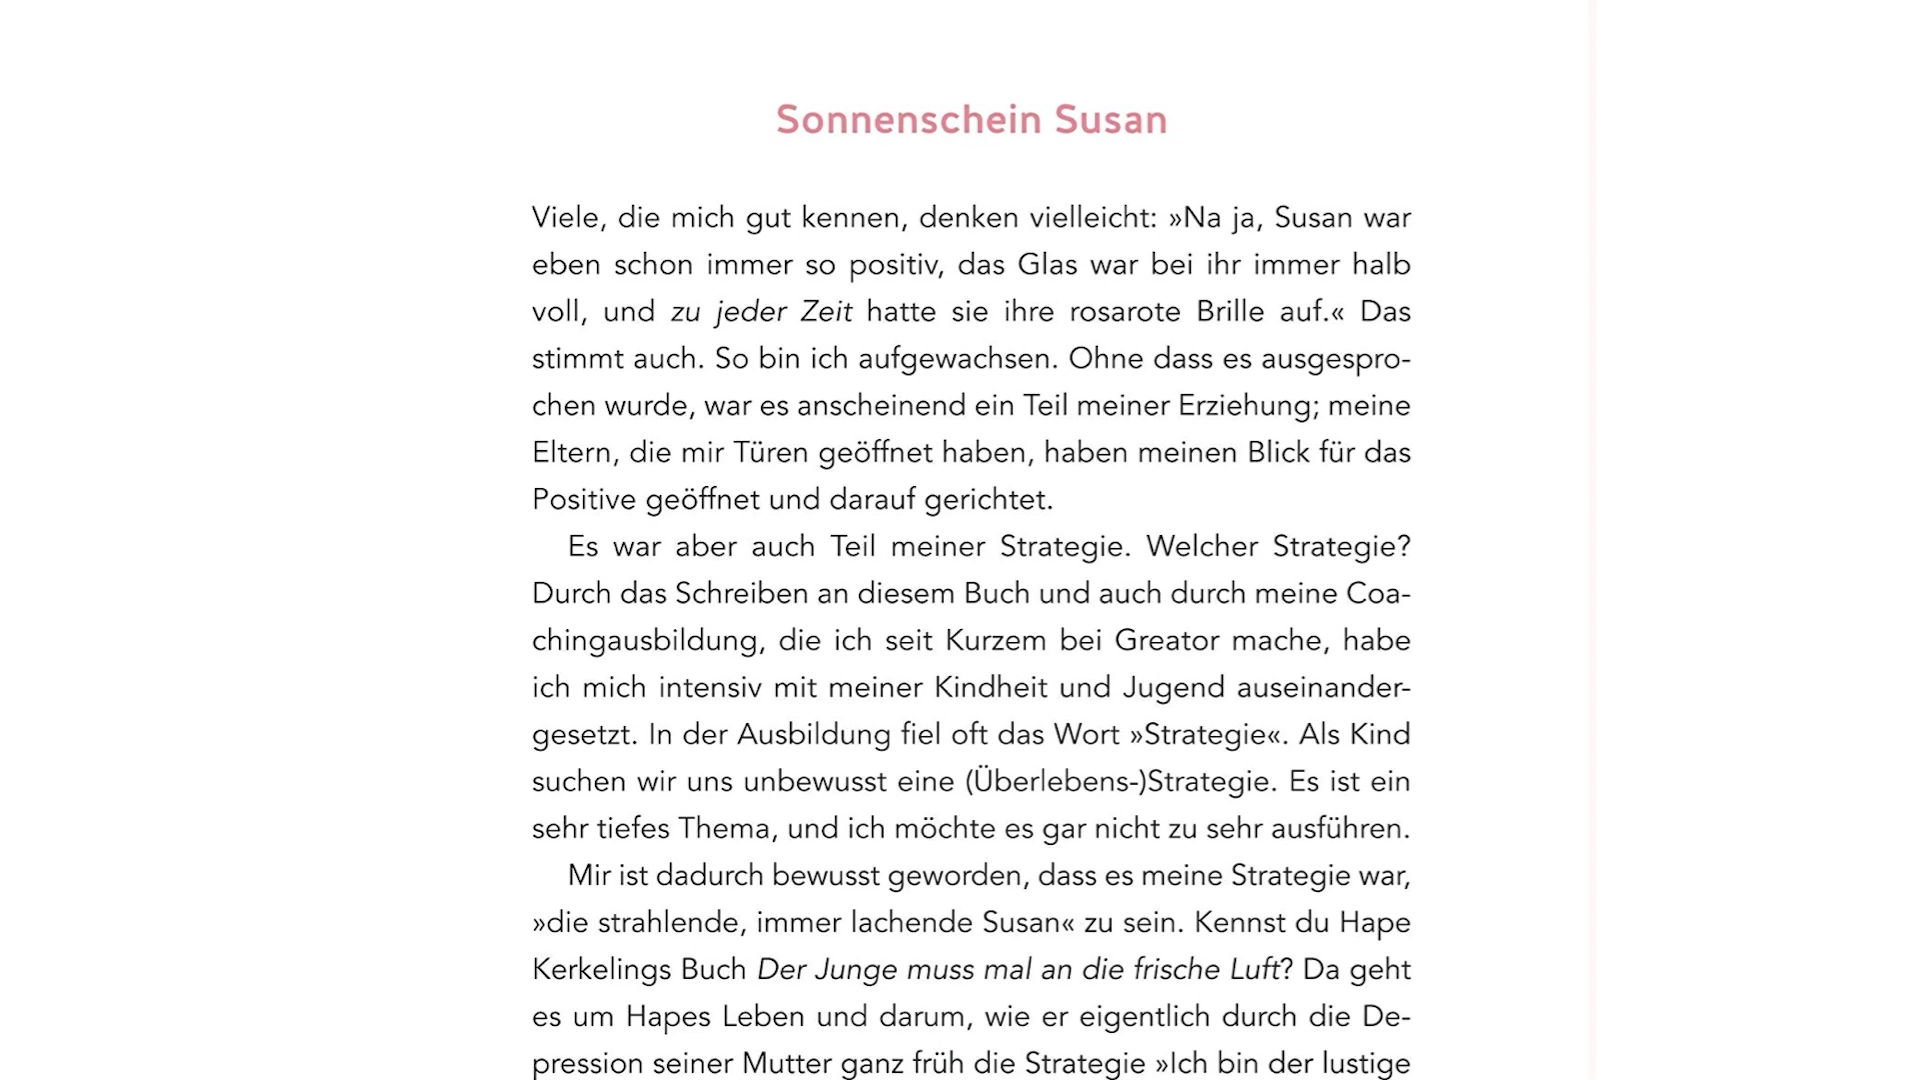 Sonnenschein Susan
Viele, die mich gut kennen, denken vielleicht: »Na ja, Susan war
eben schon immer so positiv, das Glas war bei ihr immer halb
voll, und zu jeder Zeit hatte sie ihre rosarote Brille auf.« Das
stimmt auch. So bin ich aufgewachsen. Ohne dass es ausgespro-
chen wurde, war es anscheinend ein Teil meiner Erziehung; meine
Eltern, die mir Türen geöffnet haben, haben meinen Blick für das
Positive geöffnet und darauf gerichtet.
Es war aber auch Teil meiner Strategie. Welcher Strategie?
Durch das Schreiben an diesem Buch und auch durch meine Coa-
chingausbildung, die ich seit Kurzem bei Greator mache, habe
ich mich intensiv mit meiner Kindheit und Jugend auseinander-
gesetzt. In der Ausbildung fiel oft das Wort »Strategie«. Als Kind
suchen wir uns unbewusst eine (Überlebens-)Strategie. Es ist ein
sehr tiefes Thema, und ich möchte es gar nicht zu sehr ausführen.
Mir ist dadurch bewusst geworden, dass es meine Strategie war,
»die strahlende, immer lachende Susan« zu sein. Kennst du Hape
Kerkelings Buch Der Junge muss mal an die frische Luft? Da geht
es um Hapes Leben und darum, wie er eigentlich durch die De-
pression seiner Mutter ganz früh die Strategie »Ich bin der lustige